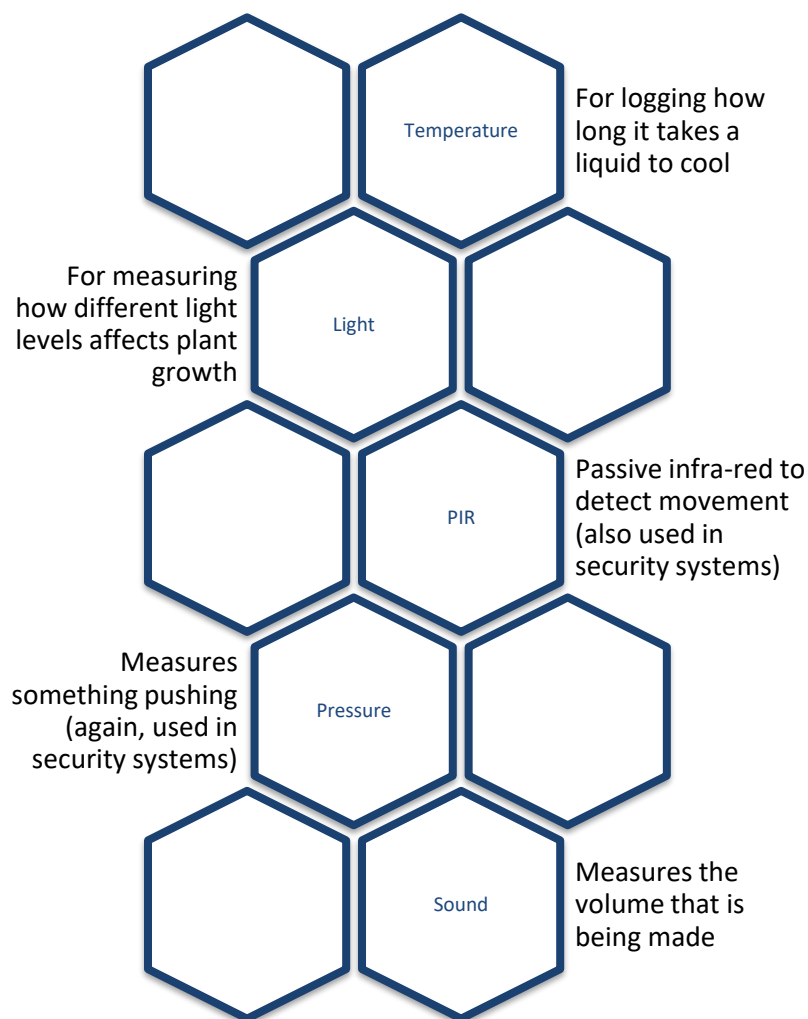 Temperature
For logging how
long it takes a
liquid to cool
For measuring
how different light
levels affects plant
growth
Light
PIR
Passive infra-red to
detect movement
(also used in
security systems)
Measures
something pushing
(again, used in
security systems)
Pressure
Sound
Measures the
volume that is
being made